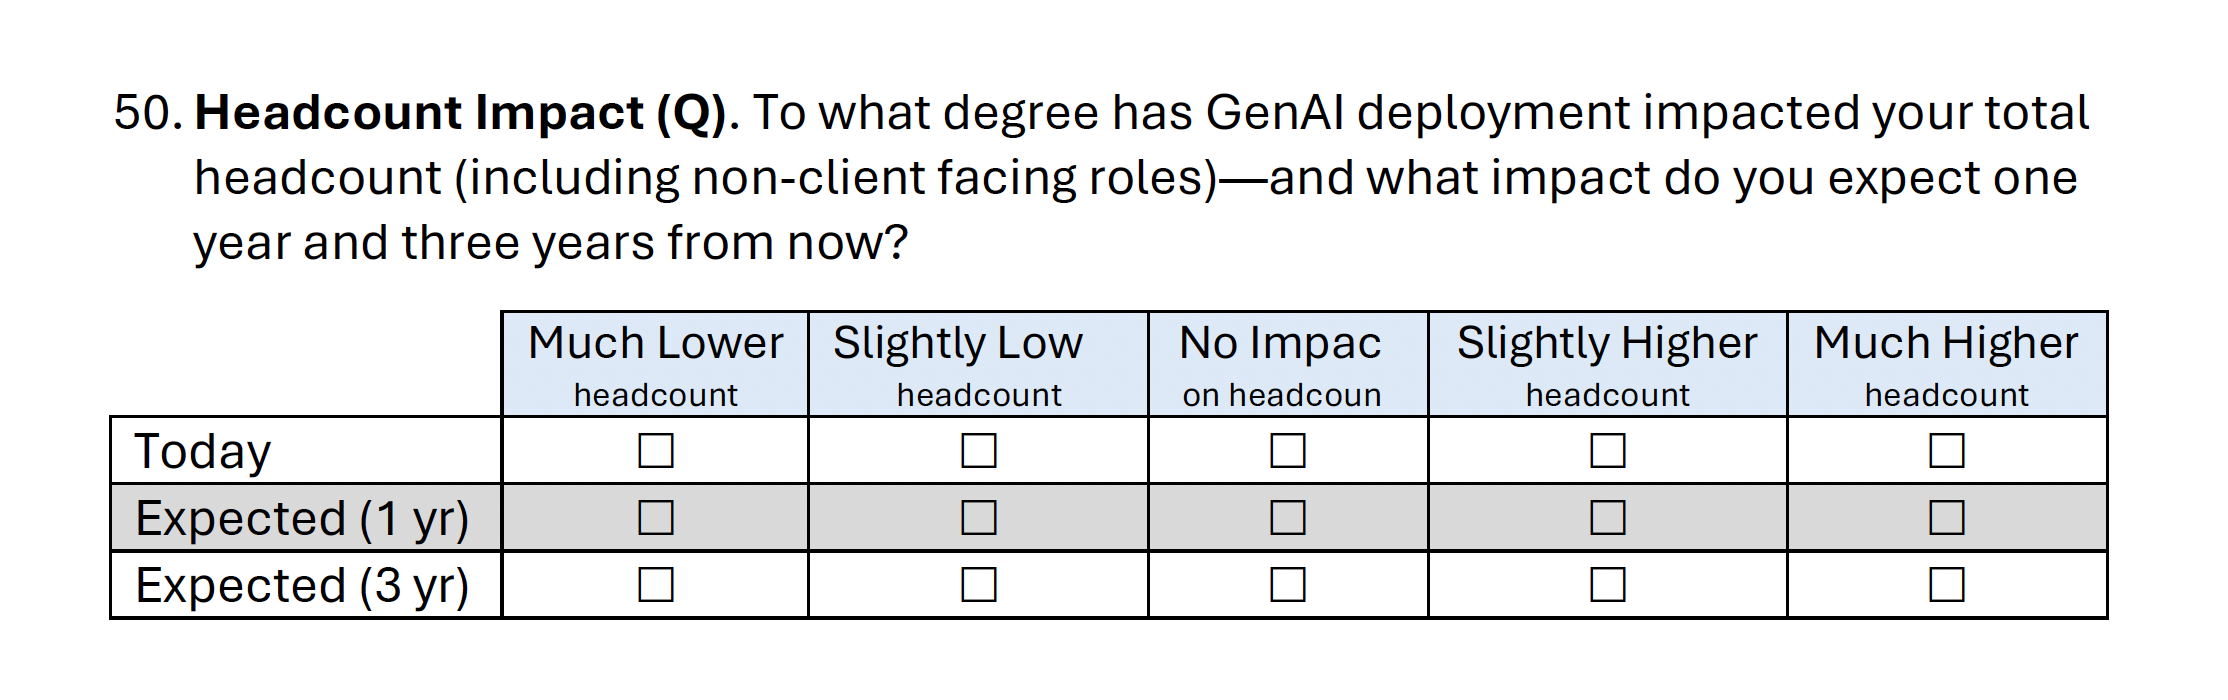 50. Headcount Impact (Q). To what degree has GenAI deployment impacted your total
headcount (including non-client facing roles)—and what impact do you expect one
year and three years from now?
Much Lower Slightly Low No Impac Slightly Higher Much Higher
headcount headcount on headcoun headcount headcount
Today ☐ ☐ ☐ ☐ ☐
Expected (1 yr) ☐ ☐ ☐ ☐ ☐
Expected (3 yr) ☐ ☐ ☐ ☐ ☐